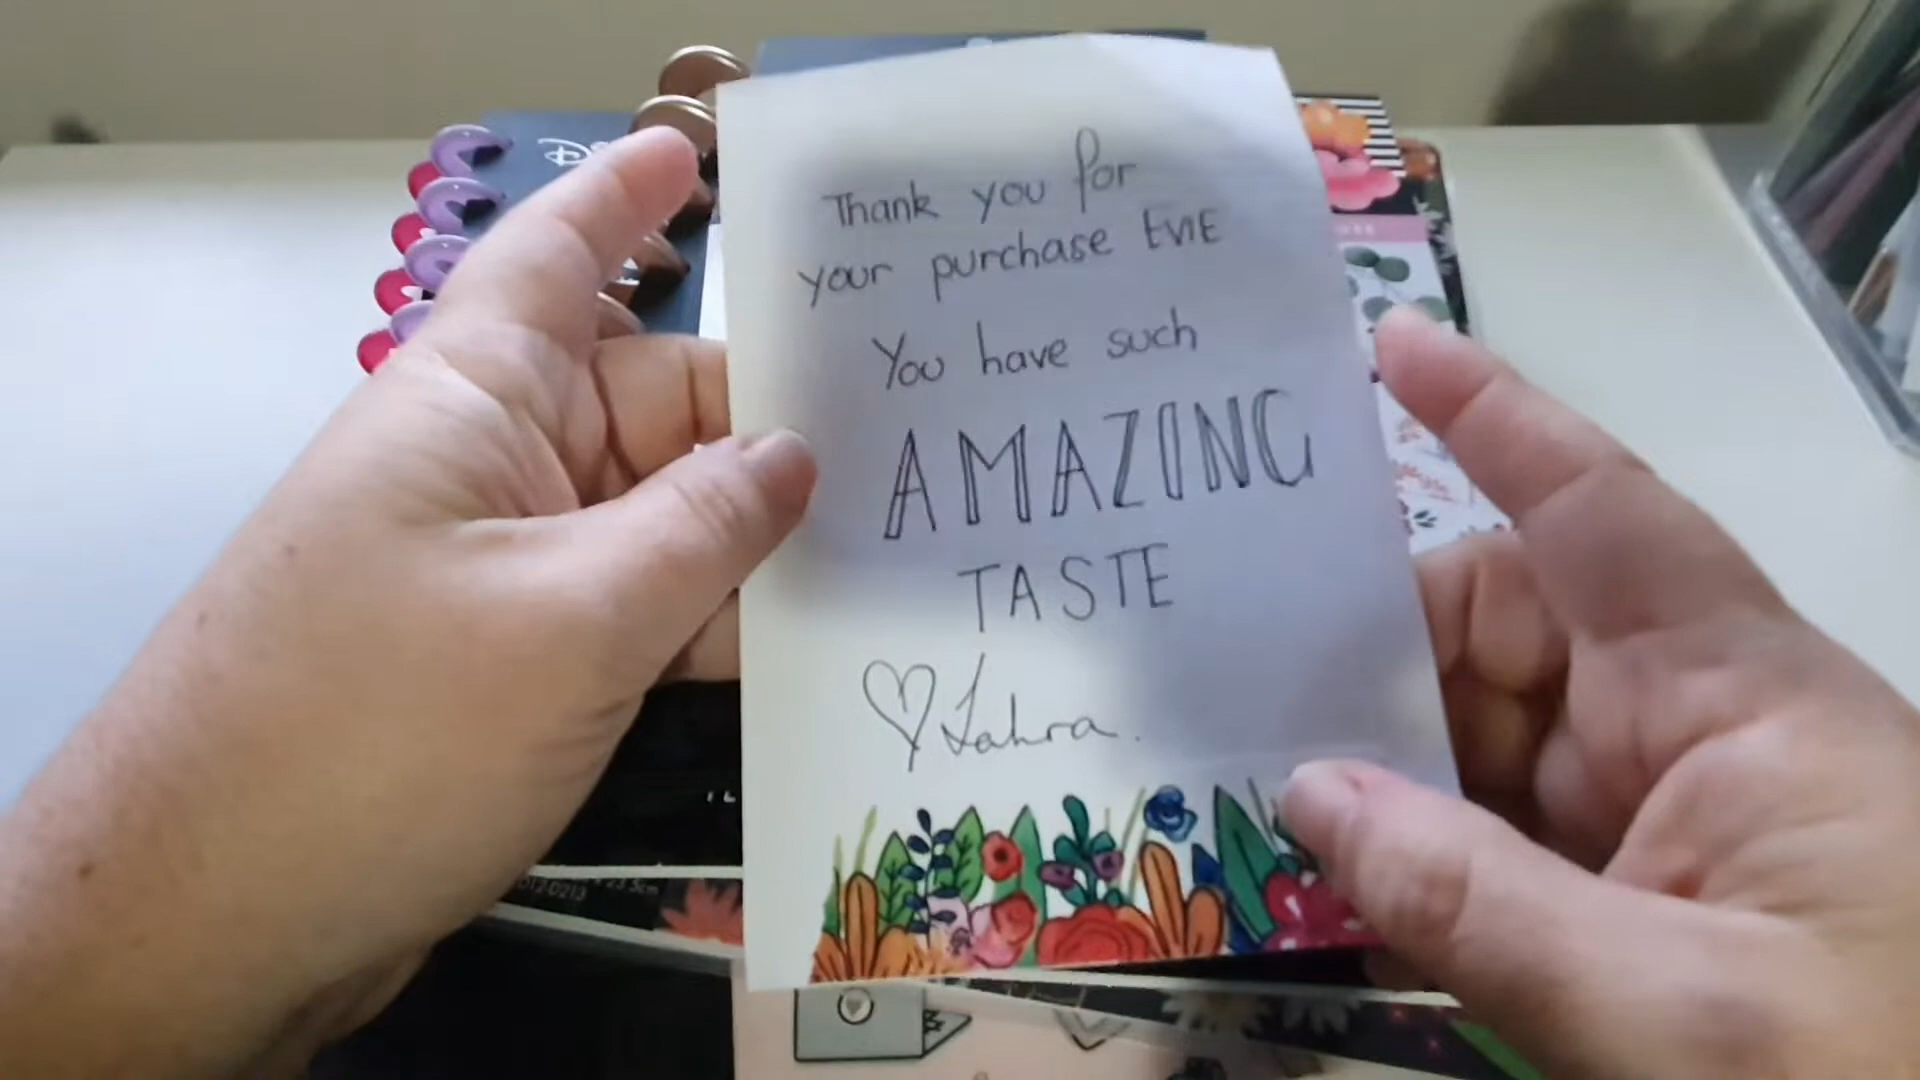 Thank you for
your purchase EVIE
You have such
AMAZING
TASTE